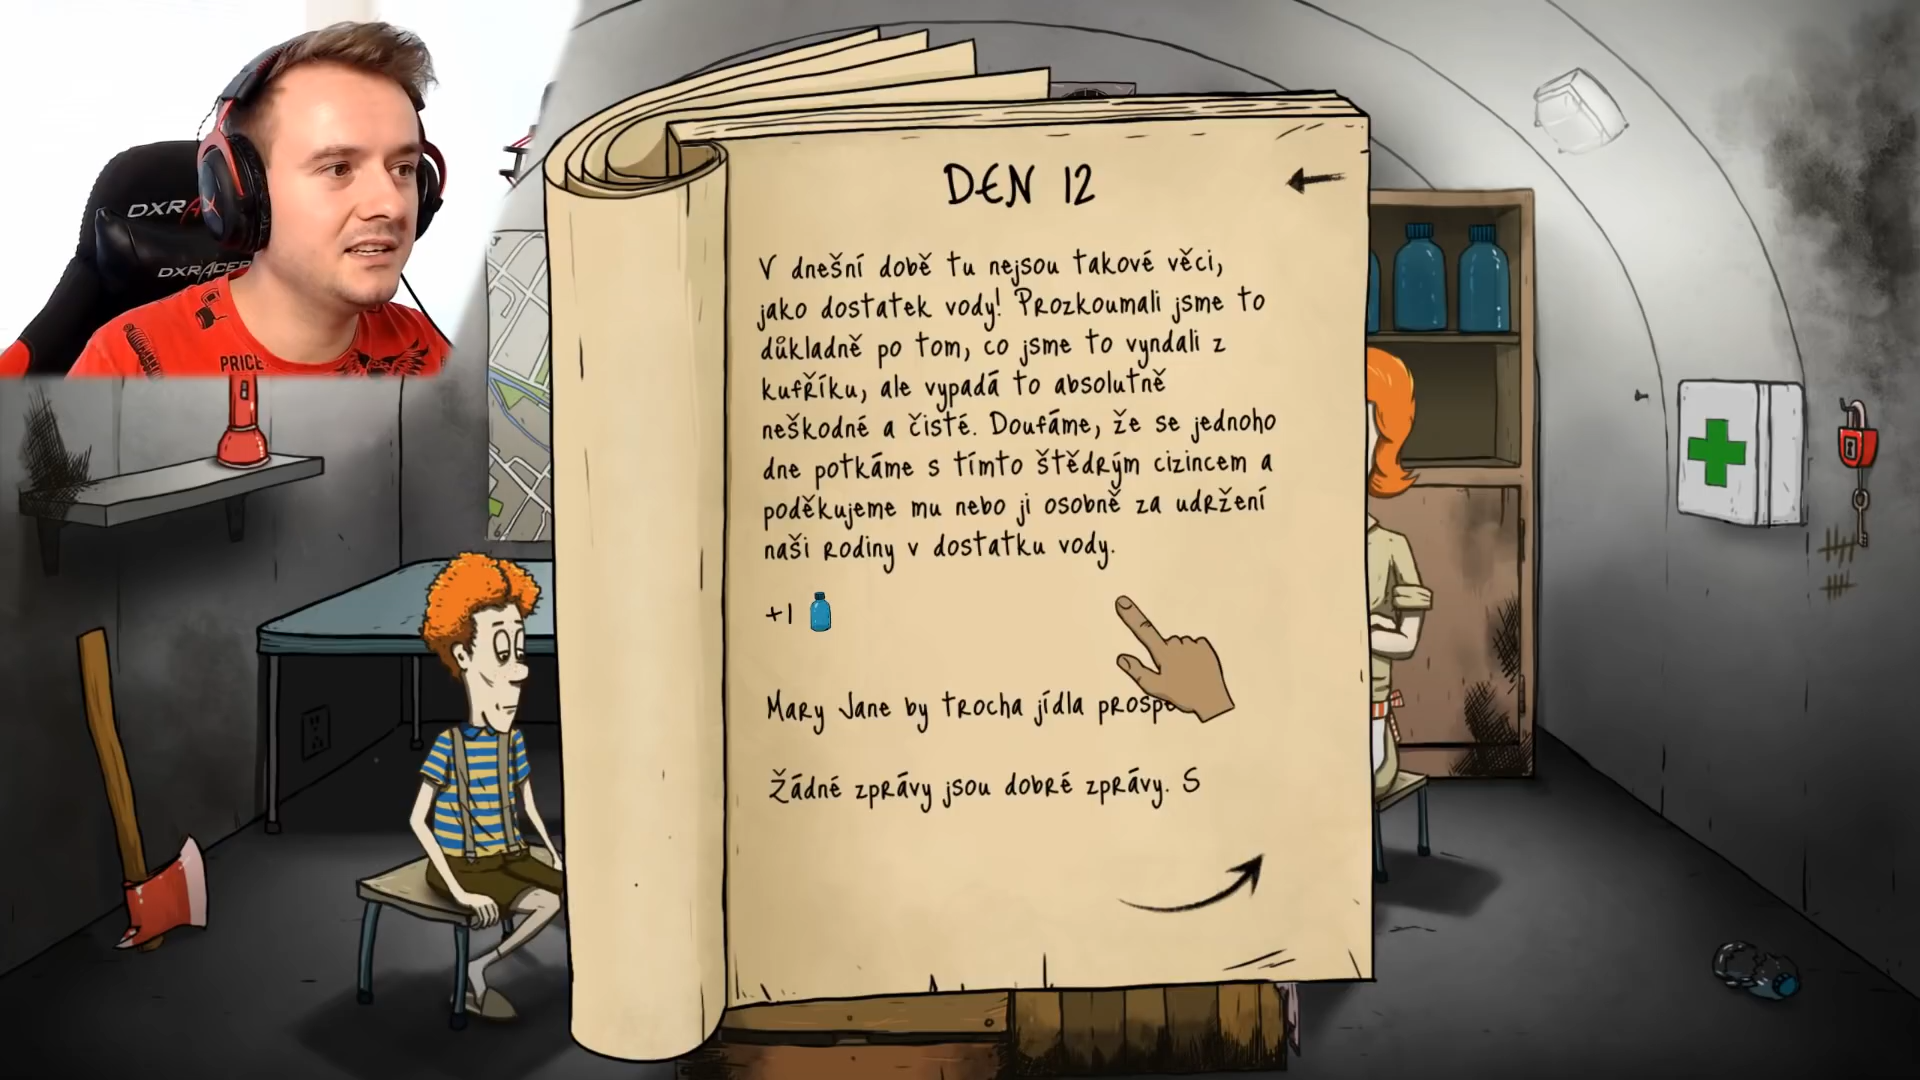 DXRA
DXRACER
PRICE
DEN 12
V dnešní době tu nejsou takové věci,
jako dostatek vody! Prozkoumali jsme to
důkladně po tom, co jsme to vyndali z
kufříku, ale vypadá to absolutně
neškodné a čisté. Doufáme, že se jednoho
dne potkáme s tímto štědrým cizincem a
poděkujeme mu nebo ji osobně za udržení
naši rodiny v dostatku vody.
+1
Mary Jane by trocha jídla prospě
Žádné zprávy jsou dobré zprávy. S